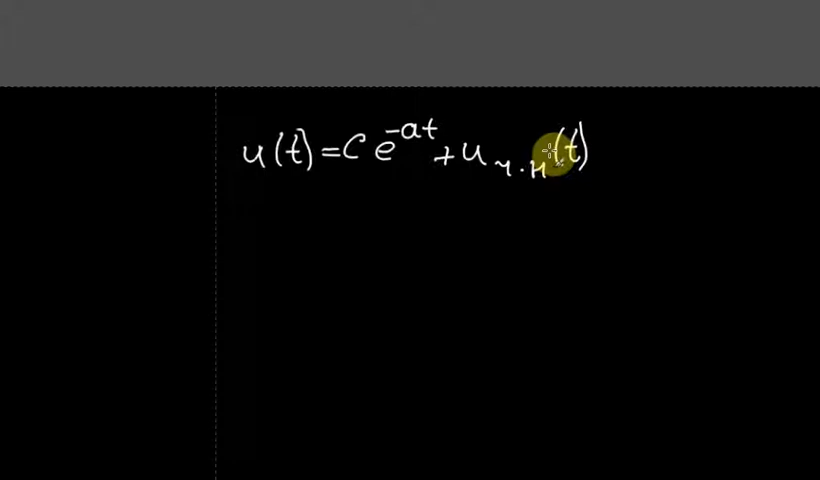 u(t) = C e^{-at} + u_{ч.н}(t)